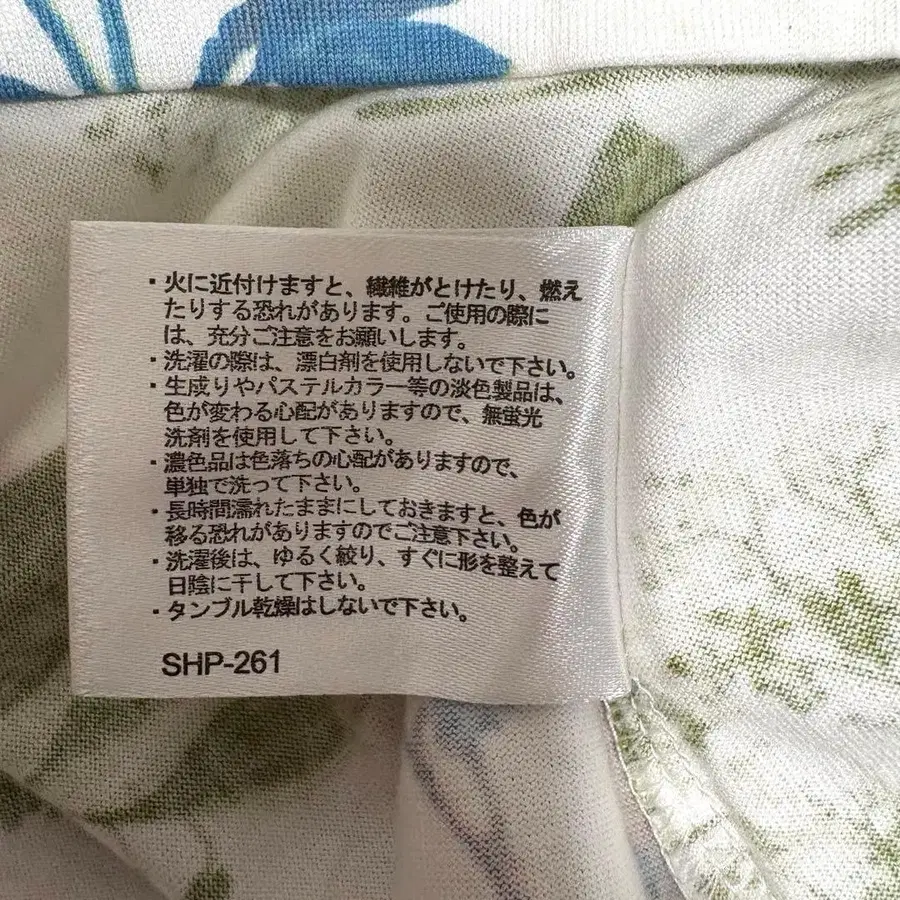 ・火に近付けますと、繊維がとけたり、燃え
たりする恐れがあります。ご使用の際に
は、充分ご注意をお願いします。
・洗濯の際は、漂白剤を使用しないで下さい。
・生成りやパステルカラー等の淡色製品は、
色が変わる心配がありますので、無蛍光
洗剤を使用して下さい。
・濃色品は色落ちの心配がありますので、
単独で洗って下さい。
・長時間濡れたままにしておきますと、色が
移る恐れがありますのでご注意下さい。
・洗濯後は、ゆるく絞り、すぐに形を整えて
日陰に干して下さい。
・タンブル乾燥はしないで下さい。
SHP-261